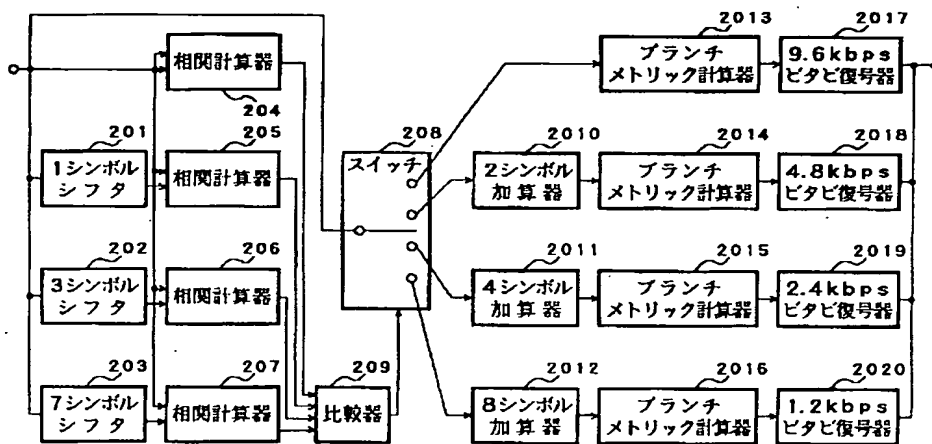 2013
2017
ブランチ
メトリック計算器
9.6kbps
ビタビ復号器
相関計算器
204
201
205
208
2010
2014
2018
1シンボル
シフタ
相関計算器
スイッチ
2シンボル
加算器
ブランチ
メトリック計算器
4.8kbps
ビタビ復号器
202
206
2011
2015
2019
3シンボル
シフタ
相関計算器
4シンボル
加算器
ブランチ
メトリック計算器
2.4kbps
ビタビ復号器
203
207
209
2012
2016
2020
7シンボル
シフタ
相関計算器
比較器
8シンボル
加算器
ブランチ
メトリック計算器
1.2kbps
ビタビ復号器